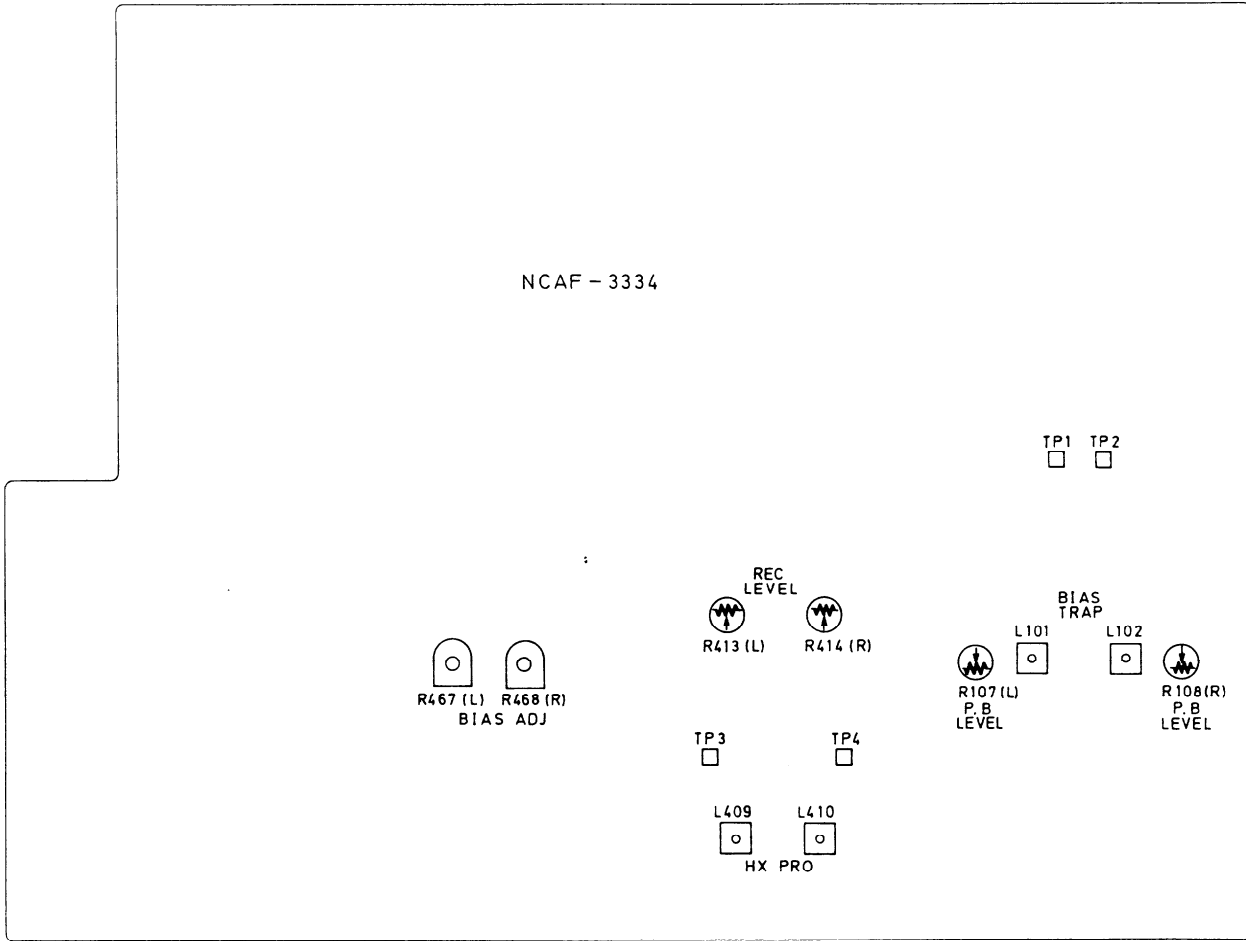 NCAF-3334
TP1 TP2
REC
LEVEL
R413(L) R414(R)
BIAS
TRAP
L101 L102
R467(L) R468(R)
BIAS ADJ
R107(L)
P.B
LEVEL
R108(R)
P.B
LEVEL
TP3 TP4
L409 L410
HX PRO